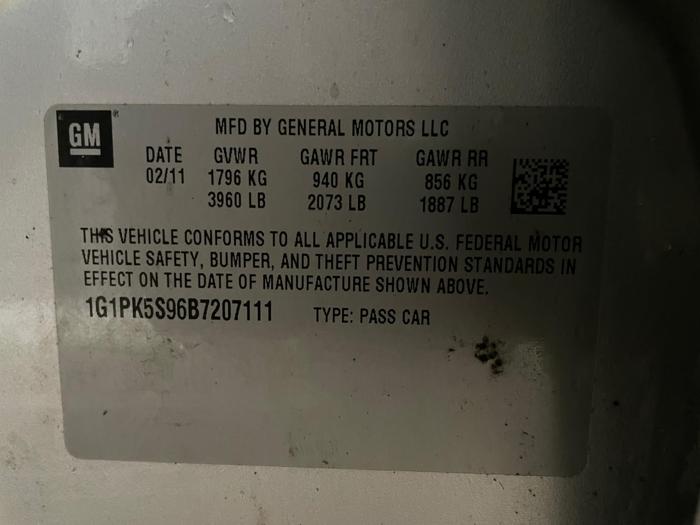 GM
MFD BY GENERAL MOTORS LLC
DATE GVWR GAWR FRT GAWR RR
02/11 1796 KG 940 KG 856 KG
3960 LB 2073 LB 1887 LB
THIS VEHICLE CONFORMS TO ALL APPLICABLE U.S. FEDERAL MOTOR
VEHICLE SAFETY, BUMPER, AND THEFT PREVENTION STANDARDS IN
EFFECT ON THE DATE OF MANUFACTURE SHOWN ABOVE.
1G1PK5S96B7207111 TYPE: PASS CAR